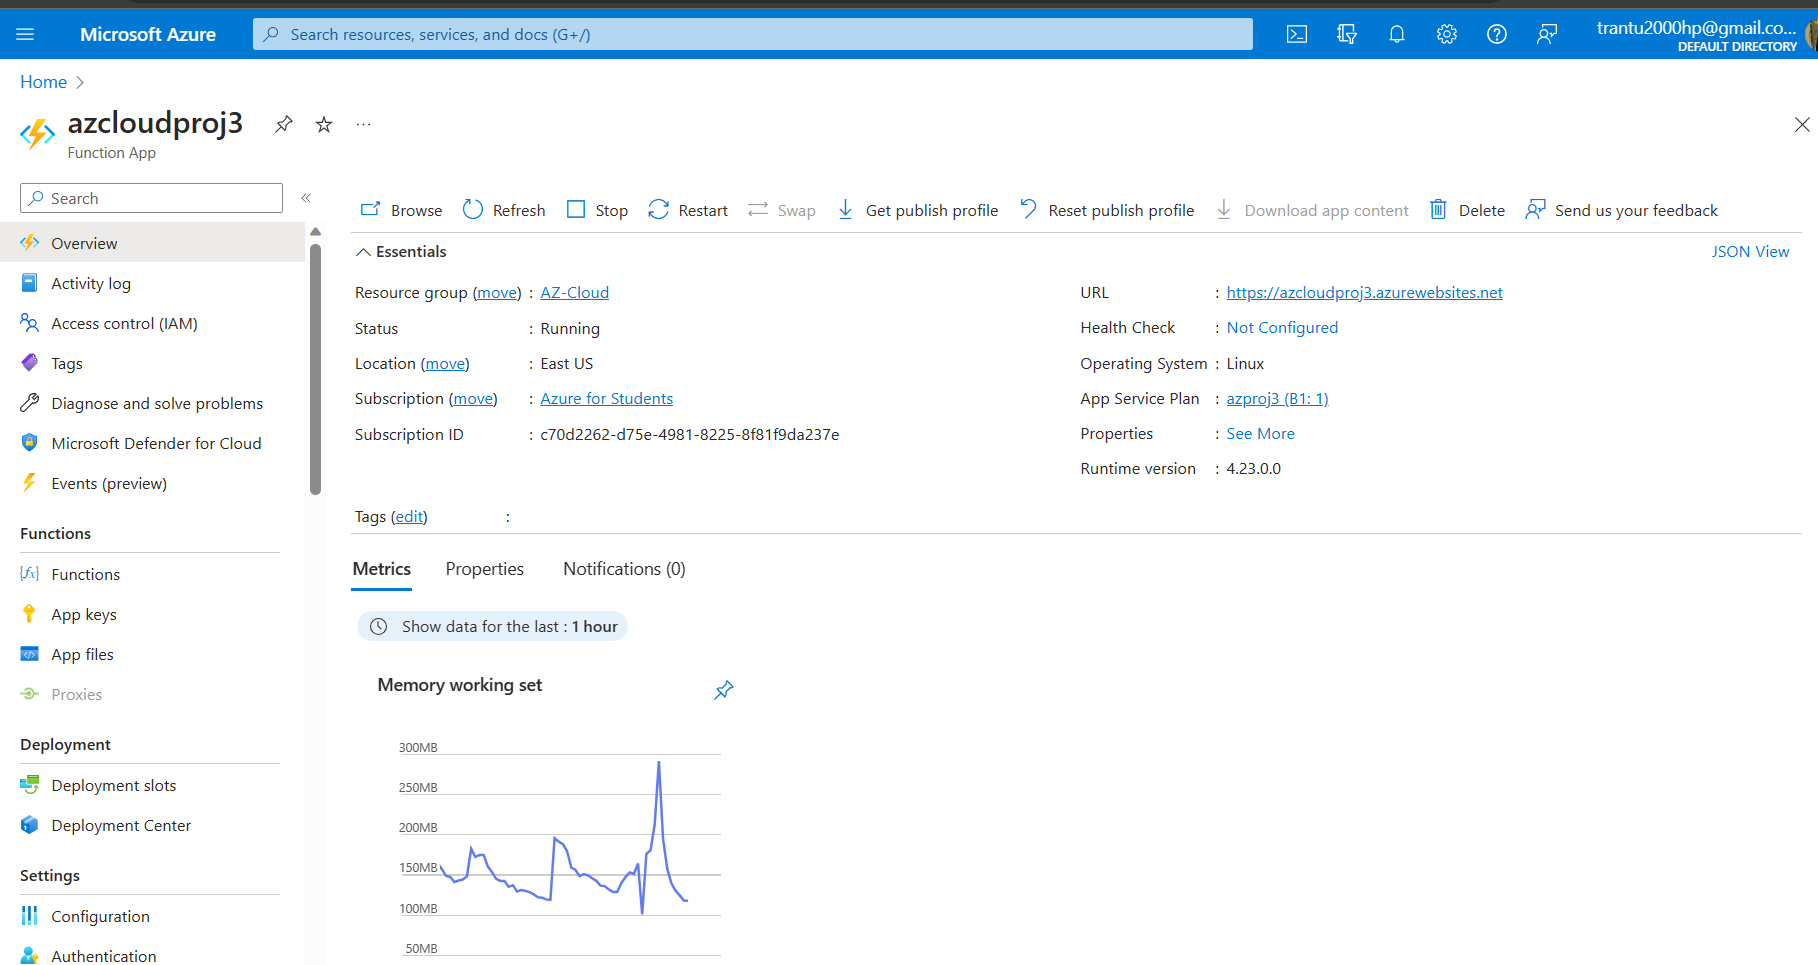 Microsoft Azure
Search resources, services, and docs (G+/)
trantu2000hp@gmail.co...
DEFAULT DIRECTORY
Home
azcloudproj3
Function App
Search
Browse
Refresh
Stop
Restart
Swap
Get publish profile
Reset publish profile
Download app content
Delete
Send us your feedback
Overview
Activity log
Access control (IAM)
Tags
Diagnose and solve problems
Microsoft Defender for Cloud
Events (preview)
Functions
Functions
App keys
App files
Proxies
Deployment
Deployment slots
Deployment Center
Settings
Configuration
Authentication
Essentials
JSON View
Resource group (move) : AZ-Cloud
Status : Running
Location (move) : East US
Subscription (move) : Azure for Students
Subscription ID : c70d2262-d75e-4981-8225-8f81f9da237e
URL : https://azcloudproj3.azurewebsites.net
Health Check : Not Configured
Operating System : Linux
App Service Plan : azproj3 (B1: 1)
Properties : See More
Runtime version : 4.23.0.0
Tags (edit) :
Metrics
Properties
Notifications (0)
Show data for the last : 1 hour
Memory working set
300MB
250MB
200MB
150MB
100MB
50MB